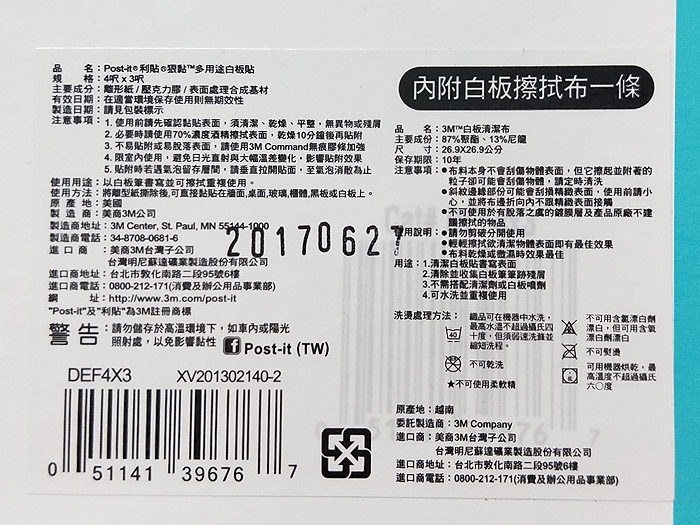 品　名：Post-it®利貼®狠黏™多用途白板貼
規　格：4呎 x 3呎
主要成分：離形紙 / 壓克力膠 / 表面處理合成基材
有效日期：在適當環境保存使用則無期效性
製造日期：請見包裝標示
注意事項：1. 使用前請先確認黏貼表面，須清潔、乾燥、平整，無異物或殘屑
2. 必要時請使用70%濃度酒精擦拭表面，乾燥10分鐘後再貼附
3. 不易貼附或易脫落表面，請使用3M Command無痕膠條加強
4. 限室內使用，避免日光直射與大幅溫差變化，影響貼附效果
5. 貼附時若遇氣泡留存層間，請垂直拉開貼面，至氣泡消散為止
使用用途：以白板筆書寫並可擦拭重複使用。
使用方法：將離型紙撕除後,可直接黏貼在牆面,桌面,玻璃,櫃體,黑板或白板上。
原 產 地：美國
製 造 商：美商3M公司
製造商地址：3M Center, St. Paul, MN 55144-1000
製造商電話：34-8708-0681-6
進 口 商：美商3M台灣子公司
台灣明尼蘇達礦業製造股份有限公司
進口商地址：台北市敦化南路二段95號6樓
進口商電話：0800-212-171(消費及辦公用品事業部)
網　址：http://www.3m.com/post-it
"Post-it"及"利貼"為3M註冊商標
20170627
警告：請勿儲存於高溫環境下，如車內或陽光
照射處，以免影響黏性 f Post-it (TW)
DEF4X3 XV201302140-2
0 51141 39676 7
內附白板擦拭布一條
品　名：3M™白板清潔布
主要成份：87%聚酯、13%尼龍
尺　寸：26.9X26.9公分
保存期限：10年
注意事項：●布料本身不會刮傷物體表面，但它擦起並附著的
粒子卻可能會刮傷物體，請定時清洗
●斜紋邊緣部份可能會刮損精緻表面，使用前請小
心，並將布邊折向內不跟精緻表面接觸
●不可使用於有脫落之處的鍍膜層及產品原廠不建
議擦拭的物品
使用說明：●請勿剪破分開使用
●輕輕擦拭欲清潔物體表面即有最佳效果
●布料乾燥或微濕時效果最佳
用途：1.清潔白板貼書寫表面
2.清除並收集白板筆筆跡殘屑
3.不需搭配清潔劑或白板噴劑
4.可水洗並重複使用
洗燙處理方法：
織品可在機器中水洗，
最高水溫不超過攝氏四
十度，但須弱速洗滌並
縮短洗程。
不可乾洗
★不可使用柔軟精
不可用含氯漂白劑
漂白，但可用含氧
漂白劑漂白
不可熨燙
可用機器烘乾，最
高溫度不超過攝氏
六〇度
原產地：越南
委託製造商：3M Company
進口商：美商3M台灣子公司
台灣明尼蘇達礦業製造股份有限公司
進口商地址：台北市敦化南路二段95號6樓
進口商電話：0800-212-171(消費及辦公用品事業部)